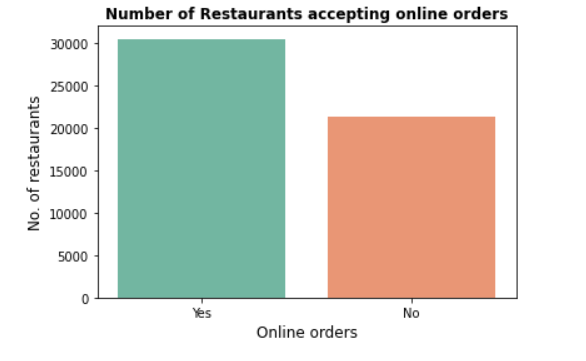 Number of Restaurants accepting online orders
30000
25000
20000
15000
10000
5000
0
No. of restaurants
Yes No
Online orders